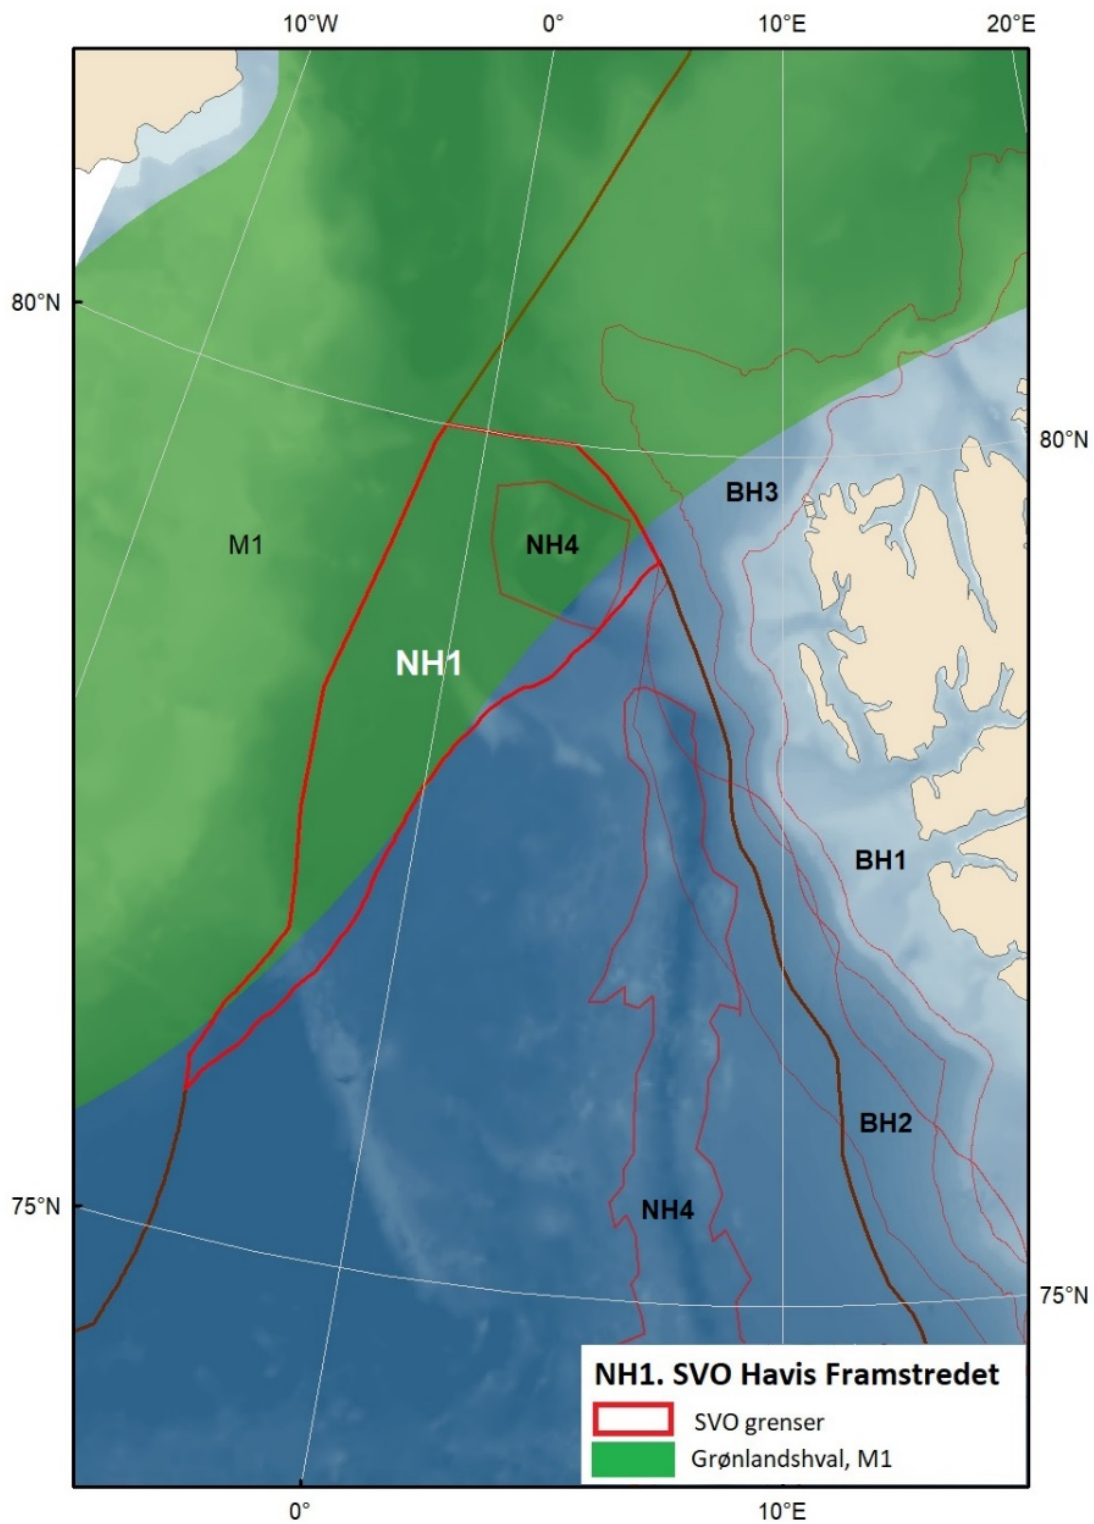 10°W 0° 10°E 20°E
80°N
80°N
BH3
M1
NH4
NH1
BH1
BH2
75°N
NH4
75°N
NH1. SVO Havis Framstredet
SVO grenser
Grønlandshval, M1
0° 10°E